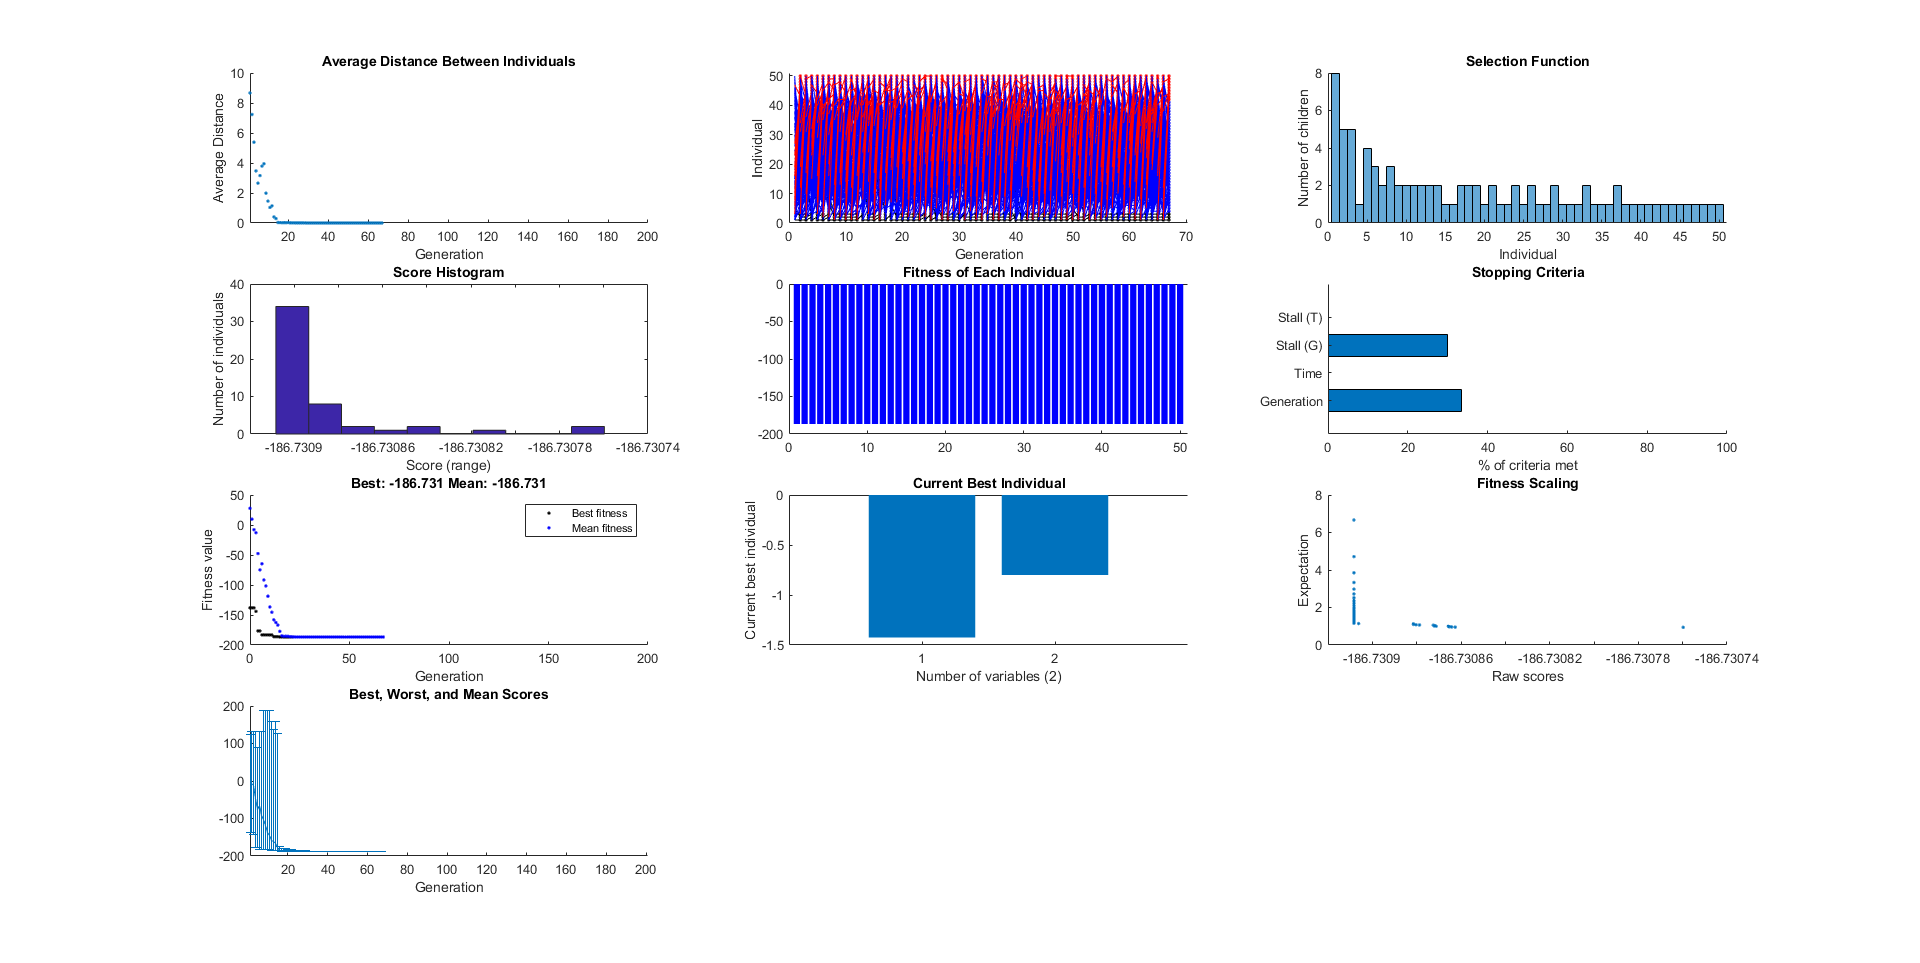 Average Distance Between Individuals
10
8
6
4
2
0
Average Distance
20 40 60 80 100 120 140 160 180 200
Generation
50
40
30
20
10
0
Individual
0 10 20 30 40 50 60 70
Generation
Selection Function
8
6
4
2
0
Number of children
0 5 10 15 20 25 30 35 40 45 50
Individual
Score Histogram
40
30
20
10
0
Number of individuals
-186.7309 -186.73086 -186.73082 -186.73078 -186.73074
Score (range)
Fitness of Each Individual
0
-50
-100
-150
-200
0 10 20 30 40 50
Stopping Criteria
Stall (T)
Stall (G)
Time
Generation
0 20 40 60 80 100
% of criteria met
Best: -186.731 Mean: -186.731
50
0
-50
-100
-150
-200
Fitness value
Best fitness
Mean fitness
0 50 100 150 200
Generation
Current Best Individual
0
-0.5
-1
-1.5
Current best individual
1 2
Number of variables (2)
Fitness Scaling
8
6
4
2
0
Expectation
-186.7309 -186.73086 -186.73082 -186.73078 -186.73074
Raw scores
Best, Worst, and Mean Scores
200
100
0
-100
-200
20 40 60 80 100 120 140 160 180 200
Generation